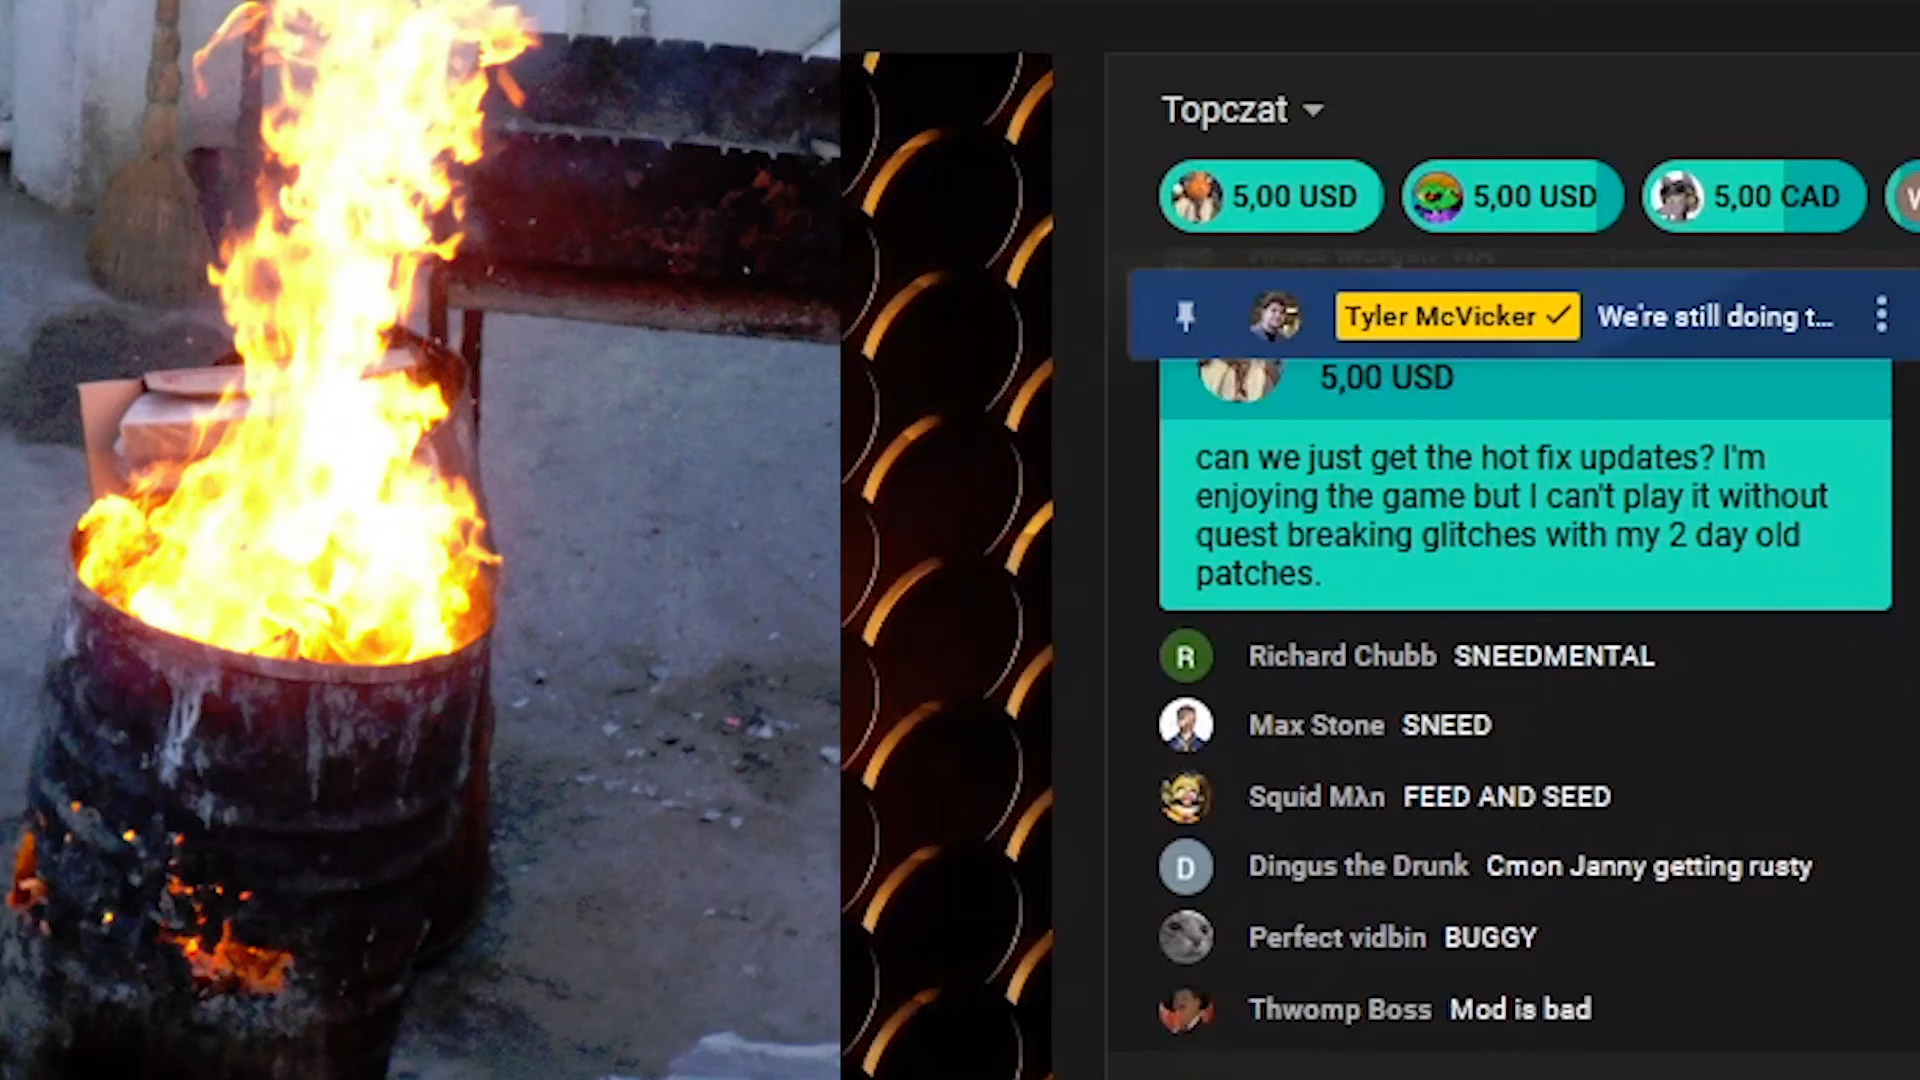 Topczat
5,00 USD
5,00 USD
5,00 CAD
W
Tyler McVicker We're still doing t...
5,00 USD
can we just get the hot fix updates? I'm
enjoying the game but I can't play it without
quest breaking glitches with my 2 day old
patches.
R Richard Chubb SNEEDMENTAL
Max Stone SNEED
Squid Mλn FEED AND SEED
D Dingus the Drunk Cmon Janny getting rusty
Perfect vidbin BUGGY
Thwomp Boss Mod is bad